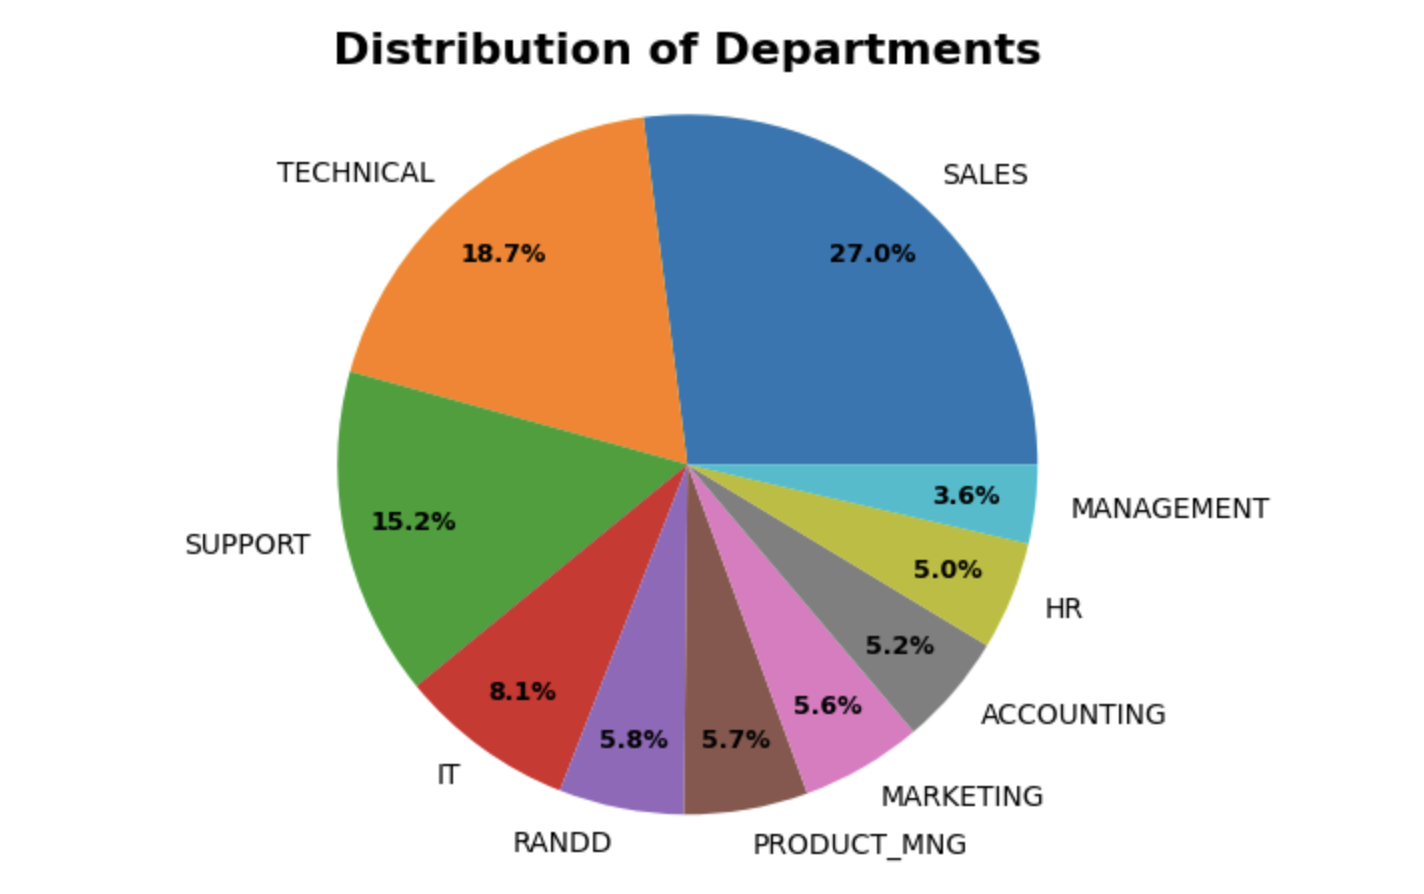 Distribution of Departments
TECHNICAL
SALES
18.7%
27.0%
SUPPORT
15.2%
3.6%
MANAGEMENT
5.0%
HR
8.1%
5.2%
IT
5.8%
5.7%
5.6%
ACCOUNTING
MARKETING
RANDD
PRODUCT_MNG